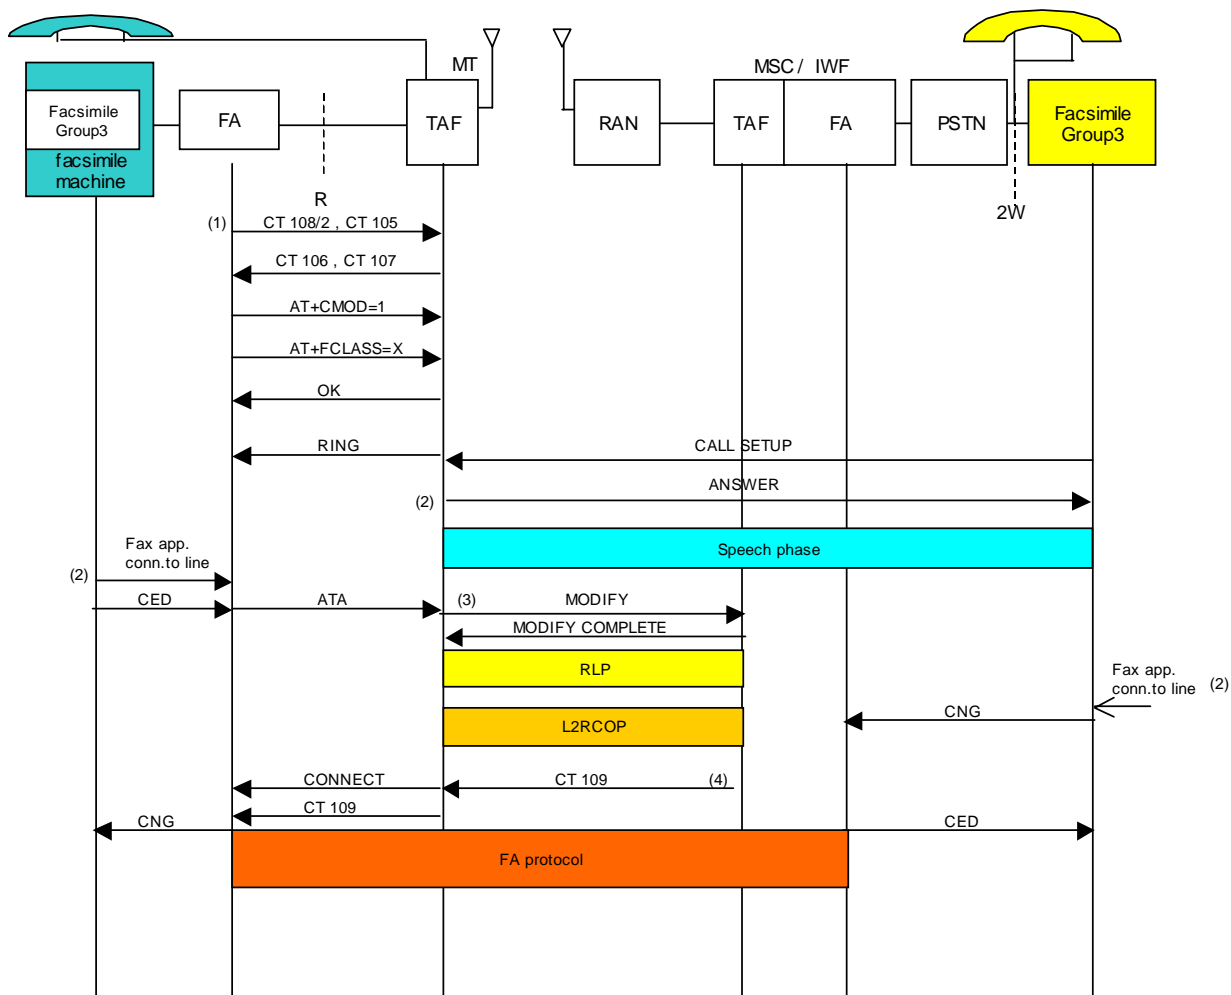 MT
MSC / IWF
Facsimile
Group3
facsimile
machine
FA
TAF
RAN
TAF
FA
PSTN
Facsimile
Group3
R
2W
(1)
CT 108/2 , CT 105
CT 106 , CT 107
AT+CMOD=1
AT+FCLASS=X
OK
RING
CALL SETUP
(2)
ANSWER
Speech phase
Fax app.
conn.to line
(2)
CED
ATA
(3)
MODIFY
MODIFY COMPLETE
RLP
Fax app.
conn.to line
(2)
CNG
L2RCOP
CONNECT
CT 109
(4)
CT 109
CNG
CED
FA protocol